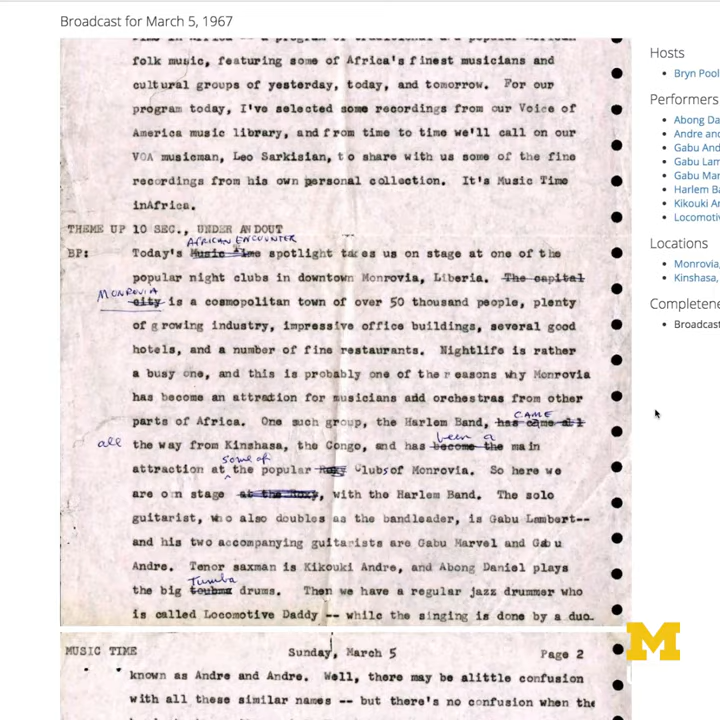 Broadcast for March 5, 1967
folk music, featuring some of Africa's finest musicians and
cultural groups of yesterday, today, and tomorrow. For our
program today, I've selected some recordings from our Voice of
America music library, and from time to time we'll call on our
VOA musicman, Leo Sarkisian, to share with us some of the fine
recordings from his own personal collection. It's Music Time
inAfrica.
THEME UP 10 SEC., UNDER AN DOUT
AFRICAN ENCOUNTER
BP: Today's Music Time spotlight takes us on stage at one of the
popular night clubs in downtown Monrovia, Liberia. The capital
MONROVIA
city is a cosmopolitan town of over 50 thousand people, plenty
of growing industry, impressive office buildings, several good
hotels, and a number of fine restaurants. Nightlife is rather
a busy one, and this is probably one of the reasons why Monrovia
has become an attration for musicians and orchestras from other
CAME
parts of Africa. One such group, the Harlem Band, has came all
all been a
the way from Kinshasa, the Congo, and has become the main
some of
attraction at the popular Clubs of Monrovia. So here we
are on stage at the Roxy, with the Harlem Band. The solo
guitarist, who also doubles as the bandleader, is Gabu Lambert--
and his two accompanying guitarists are Gabu Marvel and Gabu
Andre. Tenor saxman is Kikouki Andre, and Abong Daniel plays
Tumba
the big toubma drums. Then we have a regular jazz drummer who
is called Locomotive Daddy -- while the singing is done by a duo
MUSIC TIME Sunday, March 5 Page 2
known as Andre and Andre. Well, there may be alittle confusion
with all these similar names -- but there's no confusion when the
Hosts
Bryn Pool
Performers
Abong Da
Andre and
Gabu And
Gabu Lam
Gabu Mar
Harlem Ba
Kikouki An
Locomotiv
Locations
Monrovia,
Kinshasa,
Completene
Broadcast
M